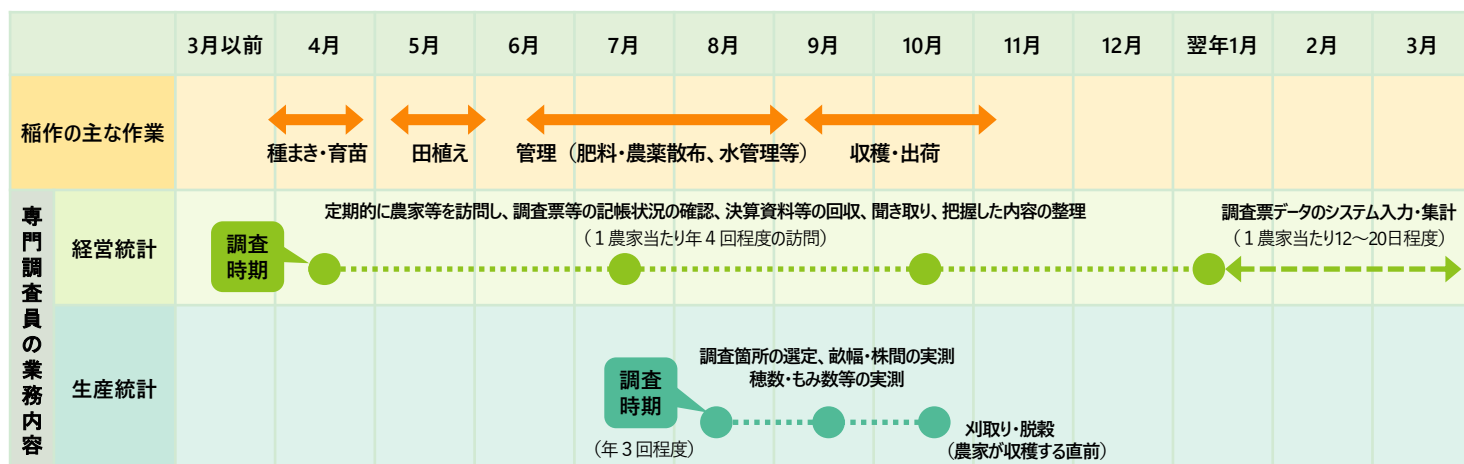 3月以前 4月 5月 6月 7月 8月 9月 10月 11月 12月 翌年1月 2月 3月
稲作の主な作業
種まき・育苗 田植え 管理（肥料・農薬散布、水管理等） 収穫・出荷
専門調査員の業務内容
経営統計
定期的に農家等を訪問し、調査票等の記帳状況の確認、決算資料等の回収、聞き取り、把握した内容の整理
（１農家当たり年４回程度の訪問）
調査
時期
調査票データのシステム入力・集計
（１農家当たり12～20日程度）
生産統計
調査箇所の選定、畝幅・株間の実測
穂数・もみ数等の実測
調査
時期
（年３回程度）
刈取り・脱穀
（農家が収穫する直前）